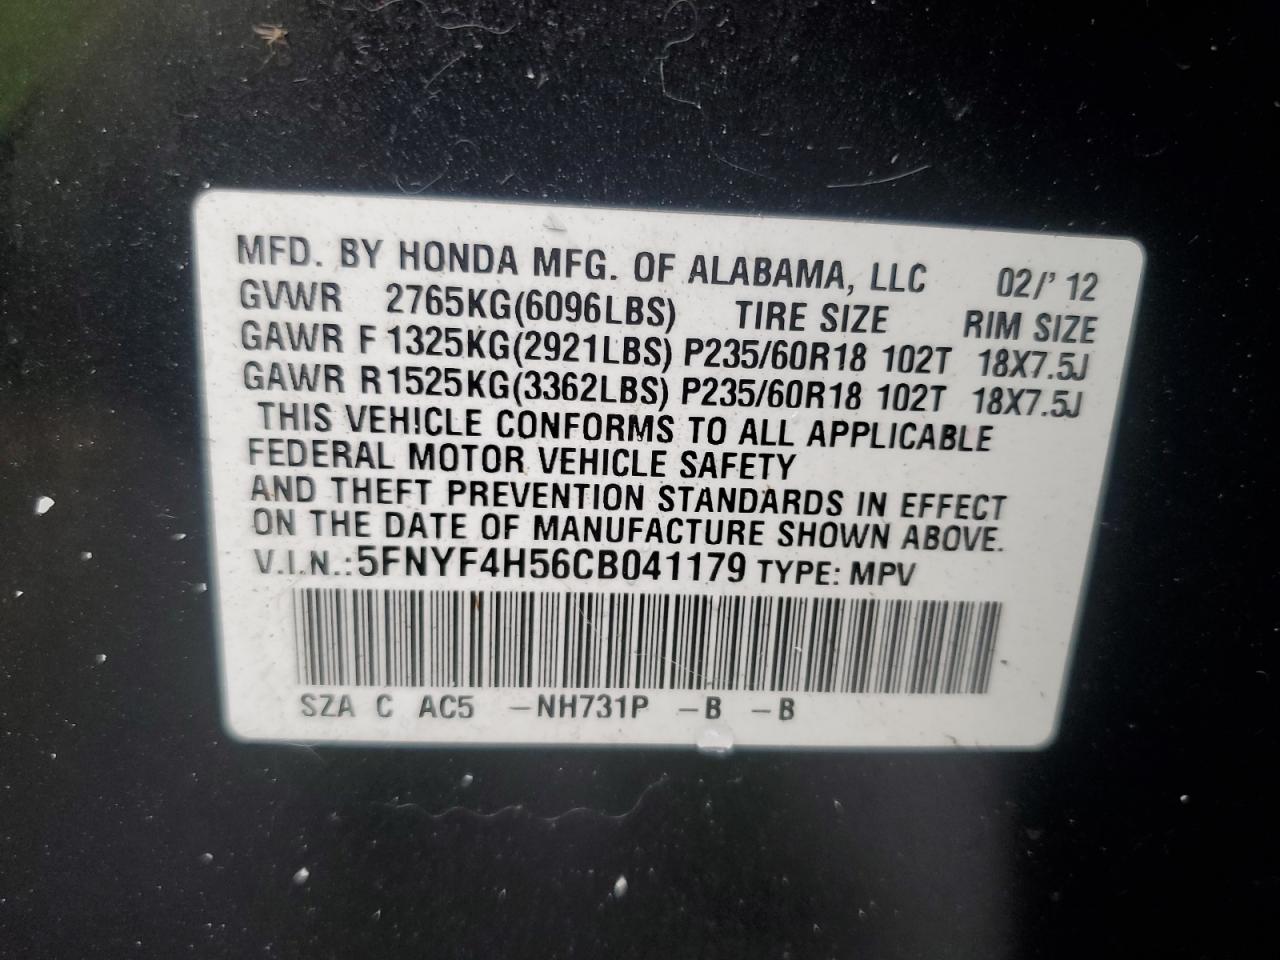 MFD. BY HONDA MFG. OF ALABAMA, LLC 02/' 12
GVWR 2765KG(6096LBS) TIRE SIZE RIM SIZE
GAWR F 1325KG(2921LBS) P235/60R18 102T 18X7.5J
GAWR R1525KG(3362LBS) P235/60R18 102T 18X7.5J
THIS VEHICLE CONFORMS TO ALL APPLICABLE
FEDERAL MOTOR VEHICLE SAFETY
AND THEFT PREVENTION STANDARDS IN EFFECT
ON THE DATE OF MANUFACTURE SHOWN ABOVE.
V.I.N.:5FNYF4H56CB041179 TYPE: MPV
SZA C AC5 -NH731P -B -B